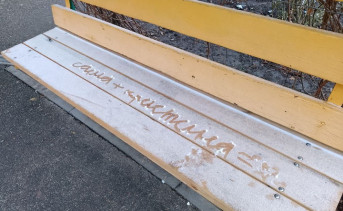 саша + кристина =